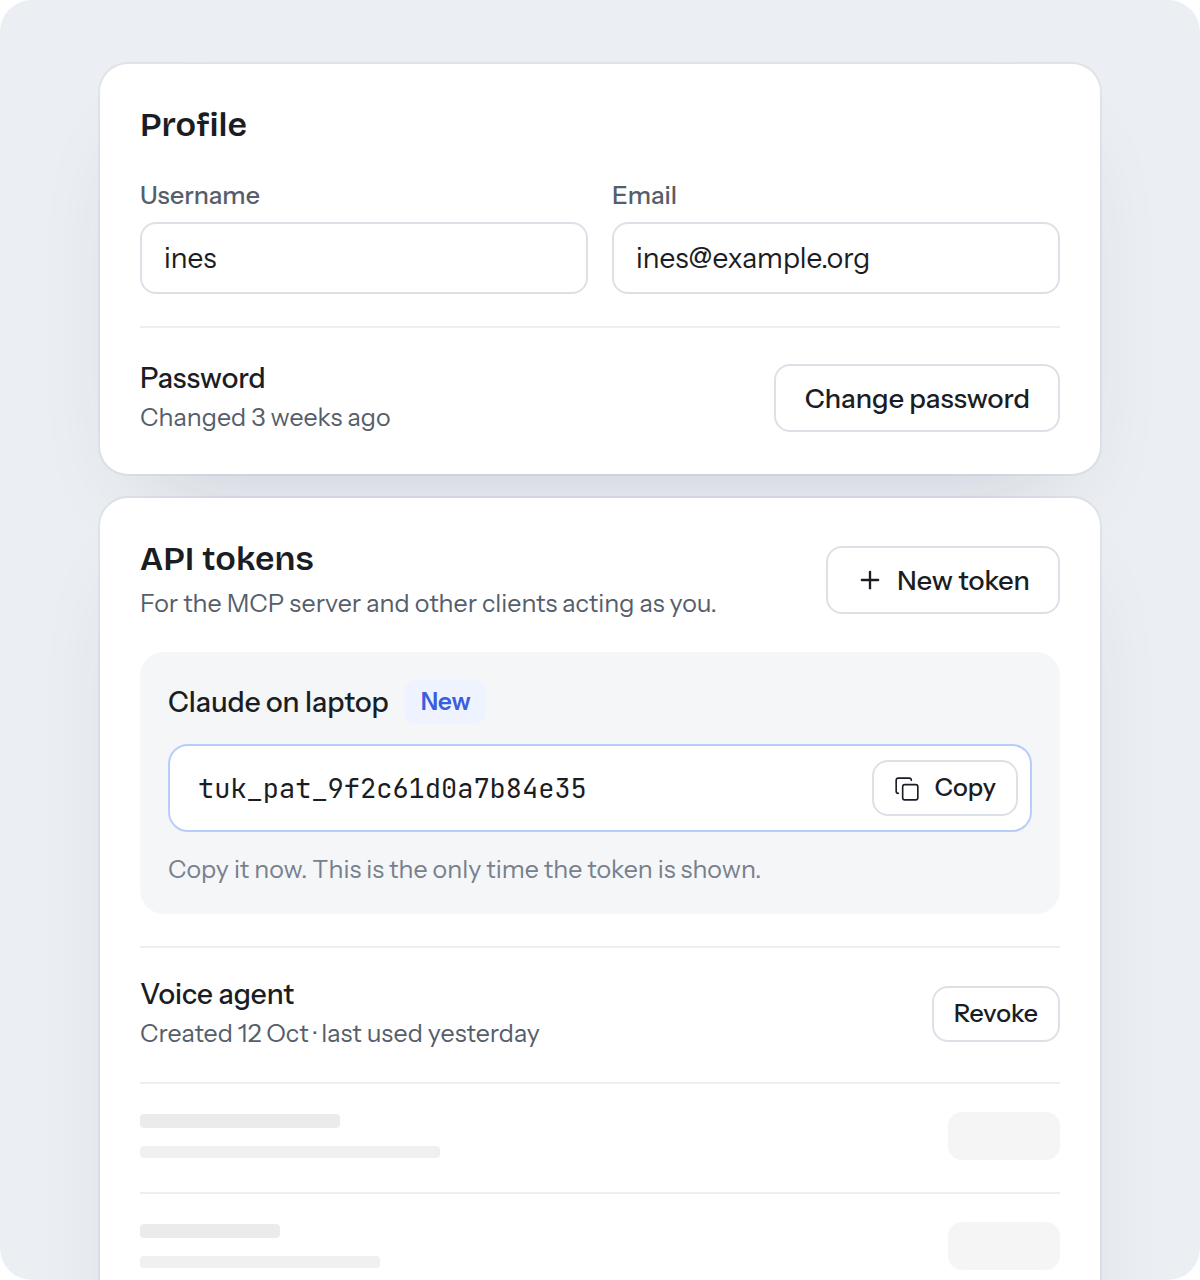 Profile
Username
Email
ines
ines@example.org
Password
Changed 3 weeks ago
Change password
API tokens
For the MCP server and other clients acting as you.
New token
Claude on laptop
New
tuk_pat_9f2c61d0a7b84e35
Copy
Copy it now. This is the only time the token is shown.
Voice agent
Created 12 Oct · last used yesterday
Revoke